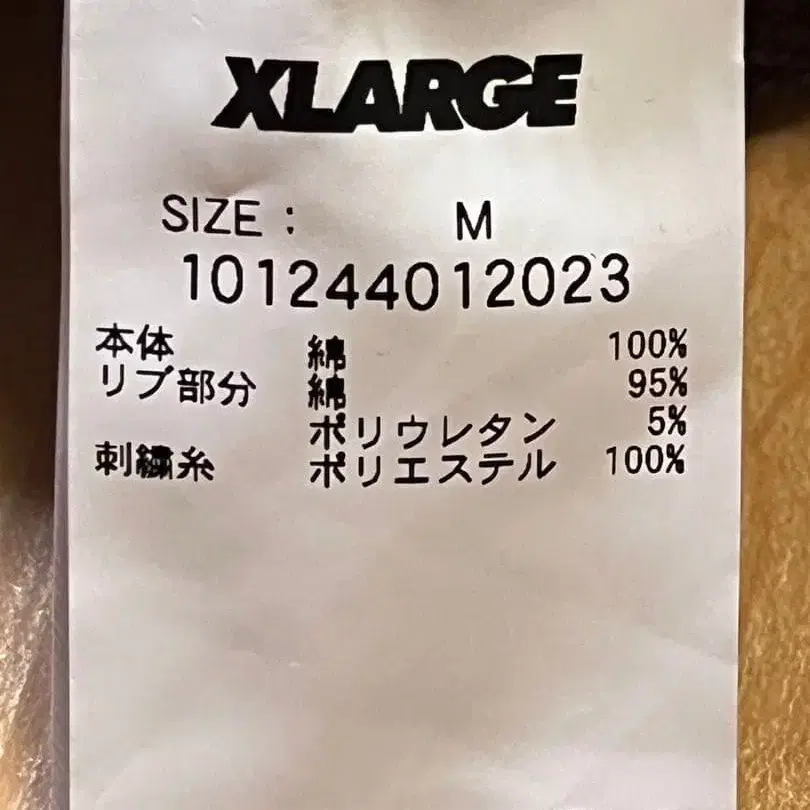 XLARGE
SIZE : M
101244012023
本体 綿 100%
リブ部分 綿 95%
ポリウレタン 5%
刺繍糸 ポリエステル 100%